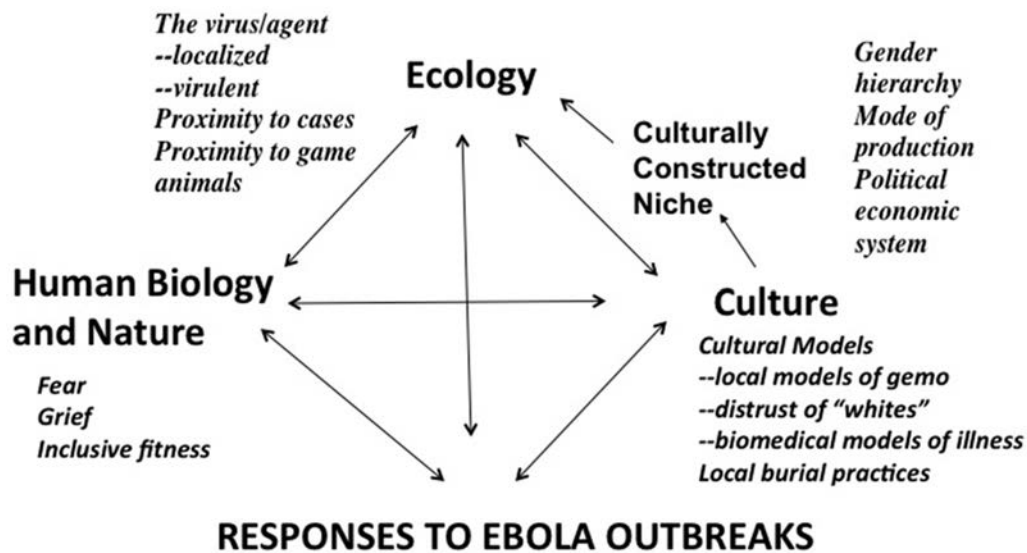 The virus/agent
--localized
--virulent
Proximity to cases
Proximity to game
animals
Ecology
Culturally
Constructed
Niche
Gender
hierarchy
Mode of
production
Political
economic
system
Human Biology
and Nature
Fear
Grief
Inclusive fitness
Culture
Cultural Models
--local models of gemo
--distrust of “whites”
--biomedical models of illness
Local burial practices
RESPONSES TO EBOLA OUTBREAKS